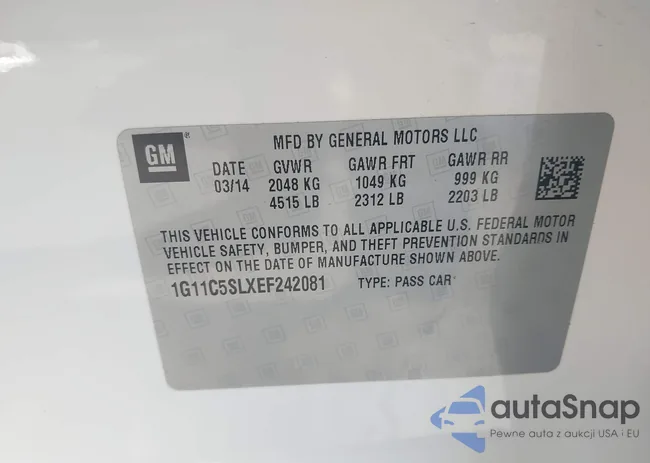 GM
MFD BY GENERAL MOTORS LLC
DATE GVWR GAWR FRT GAWR RR
03/14 2048 KG 1049 KG 999 KG
4515 LB 2312 LB 2203 LB
THIS VEHICLE CONFORMS TO ALL APPLICABLE U.S. FEDERAL MOTOR
VEHICLE SAFETY, BUMPER, AND THEFT PREVENTION STANDARDS IN
EFFECT ON THE DATE OF MANUFACTURE SHOWN ABOVE.
1G11C5SLXEF242081 TYPE: PASS CAR
autaSnap
Pewne auta z aukcji USA i EU